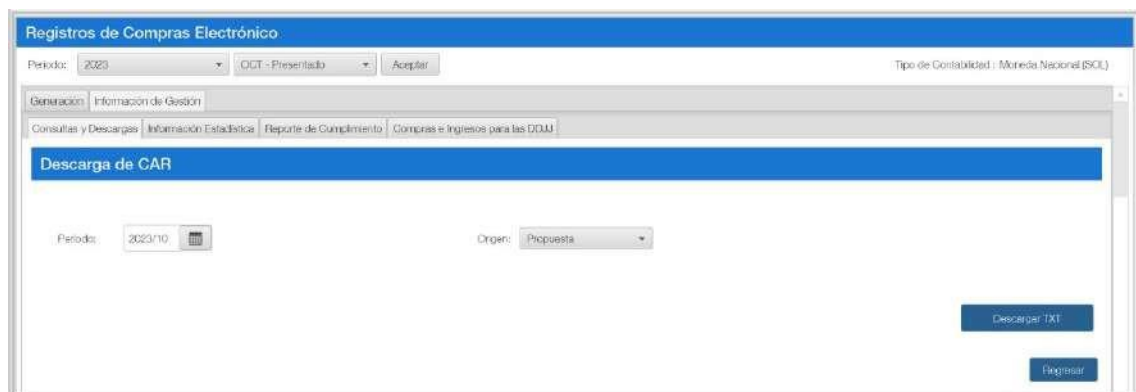 Registros de Compras Electrónico
Periodo: 2023 OCT - Presentado Aceptar Tipo de Contabilidad : Moneda Nacional (SOL)
Generación Información de Gestión
Consultas y Descargas Información Estadística Reporte de Cumplimiento Compras e Ingresos para las DDJJ
Descarga de CAR
Periodo: 2023/10 Origen: Propuesta
Descargar TXT
Regresar